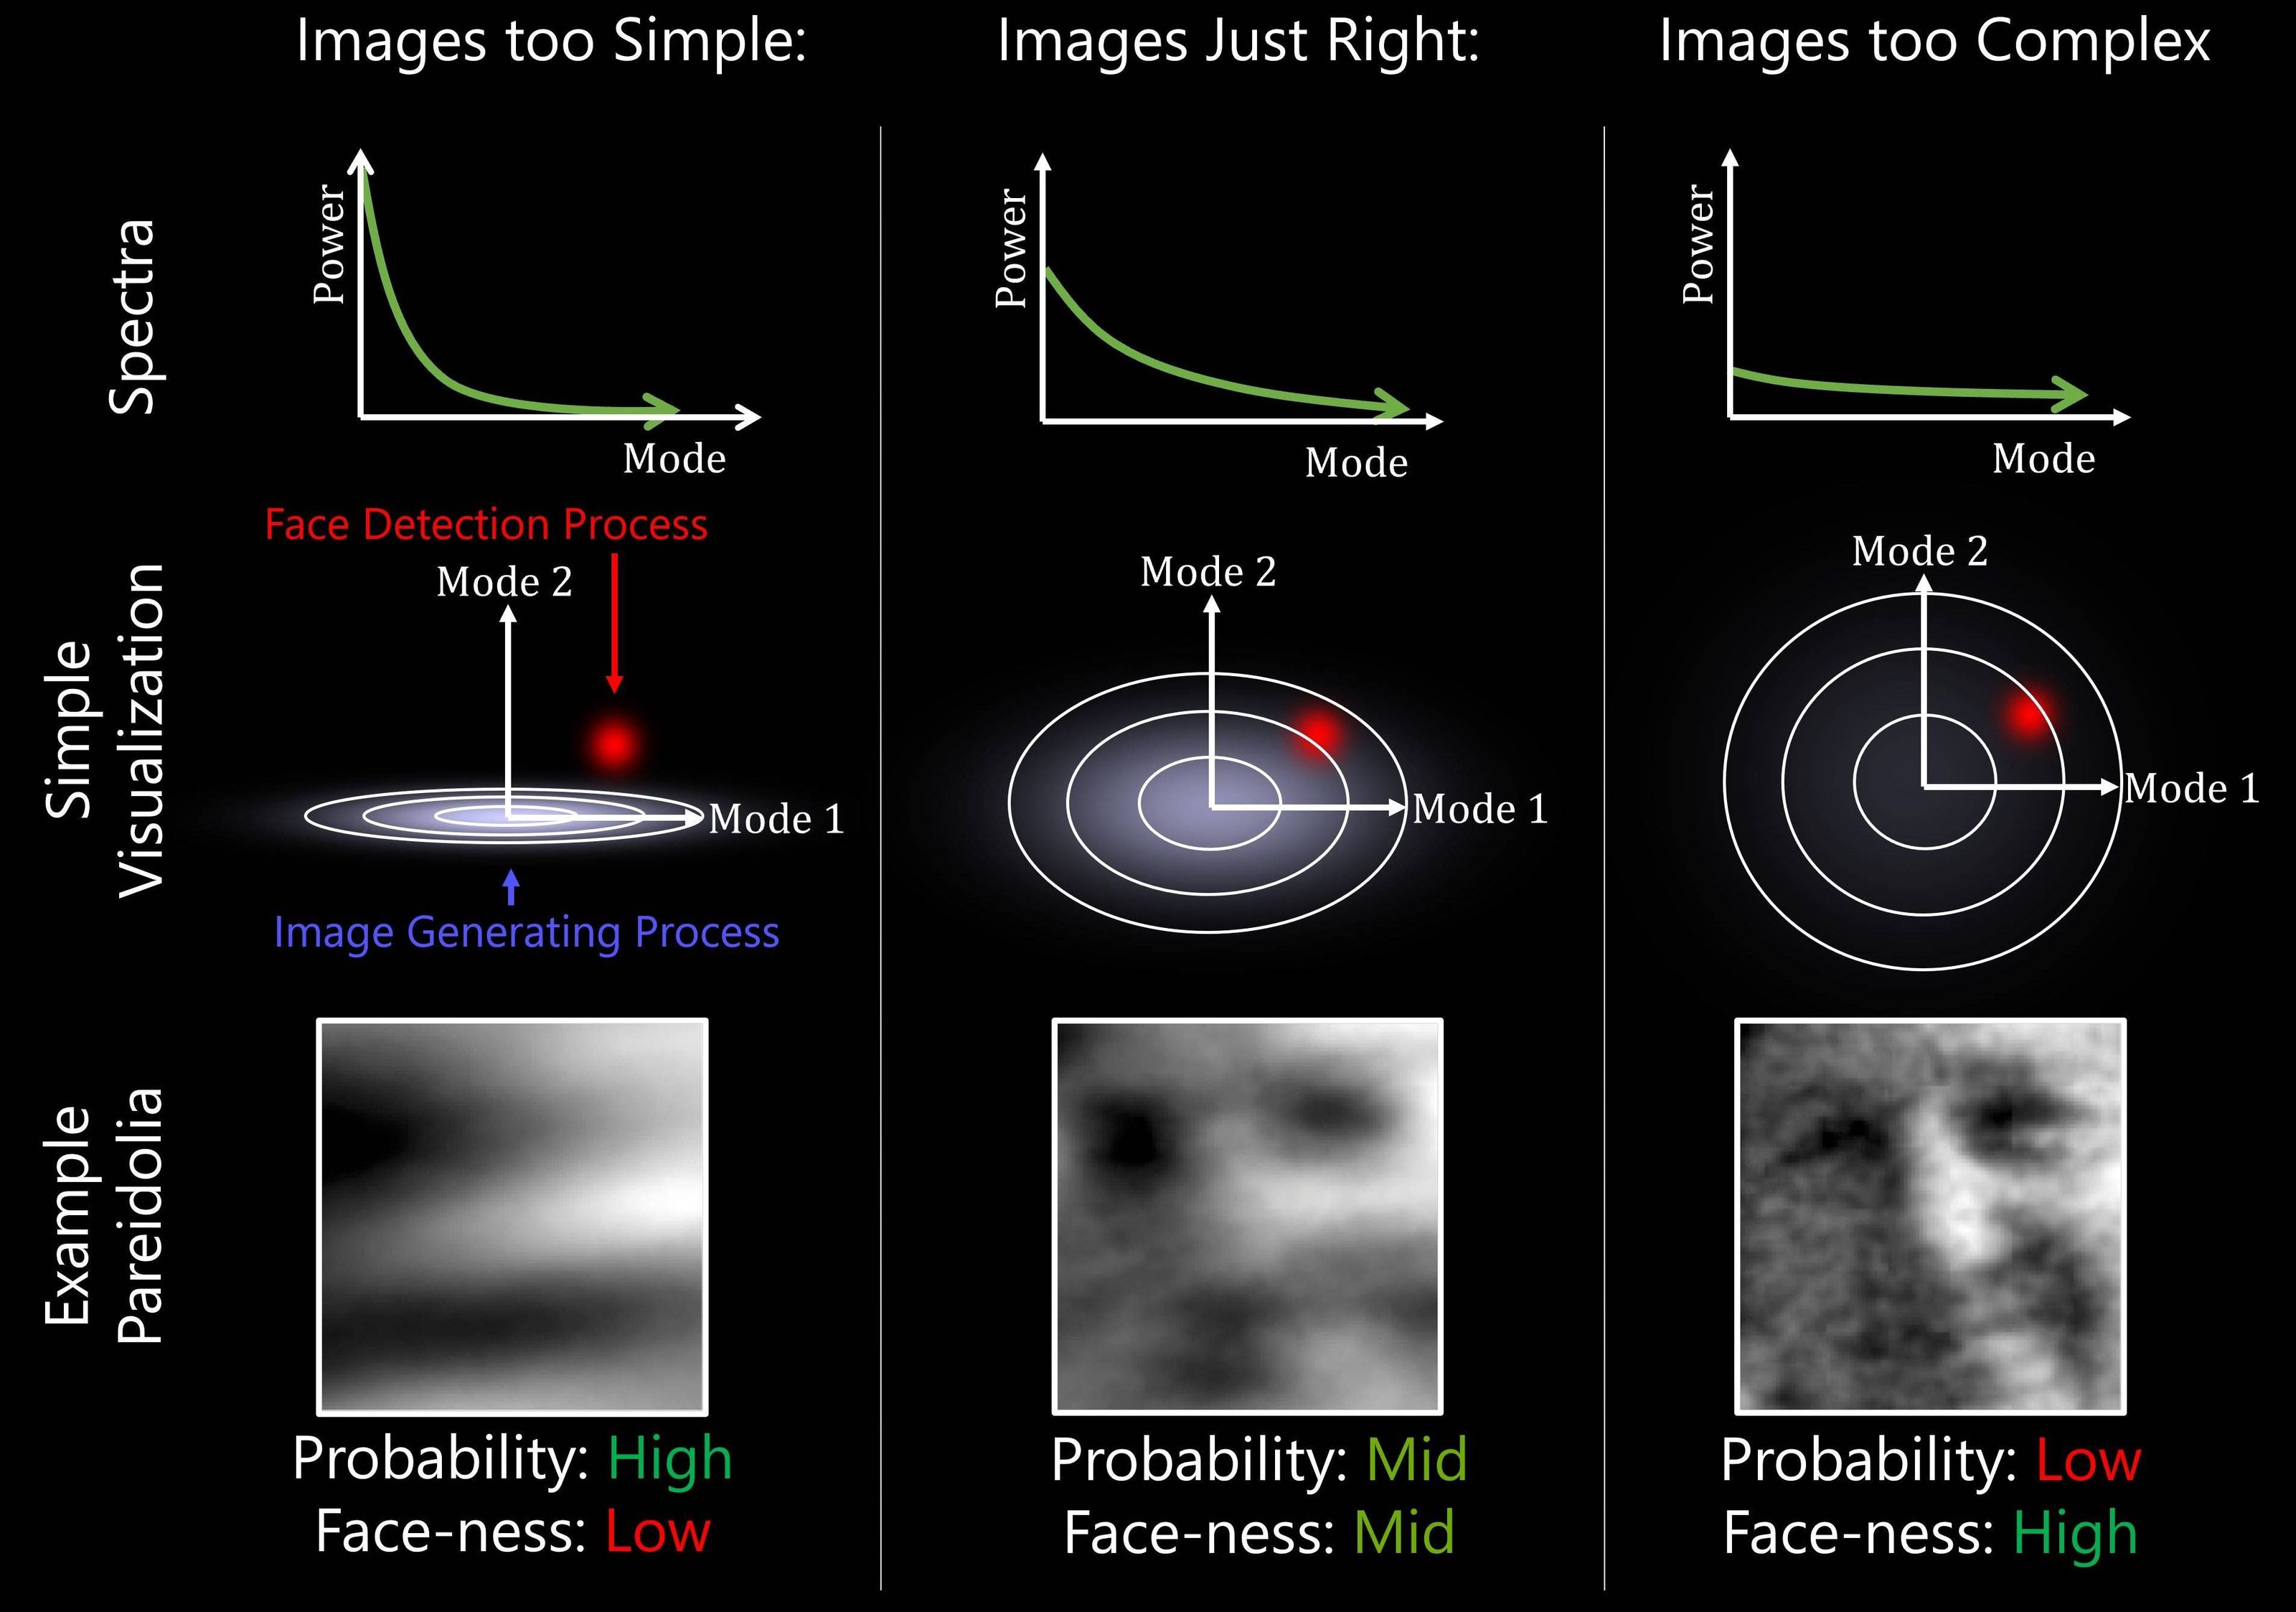 Images too Simple:
Images Just Right:
Images too Complex
Spectra
Power
Mode
Power
Mode
Power
Mode
Simple
Visualization
Face Detection Process
Mode 2
Mode 1
Image Generating Process
Mode 2
Mode 1
Mode 2
Mode 1
Example
Pareidolia
Probability: High
Face-ness: Low
Probability: Mid
Face-ness: Mid
Probability: Low
Face-ness: High